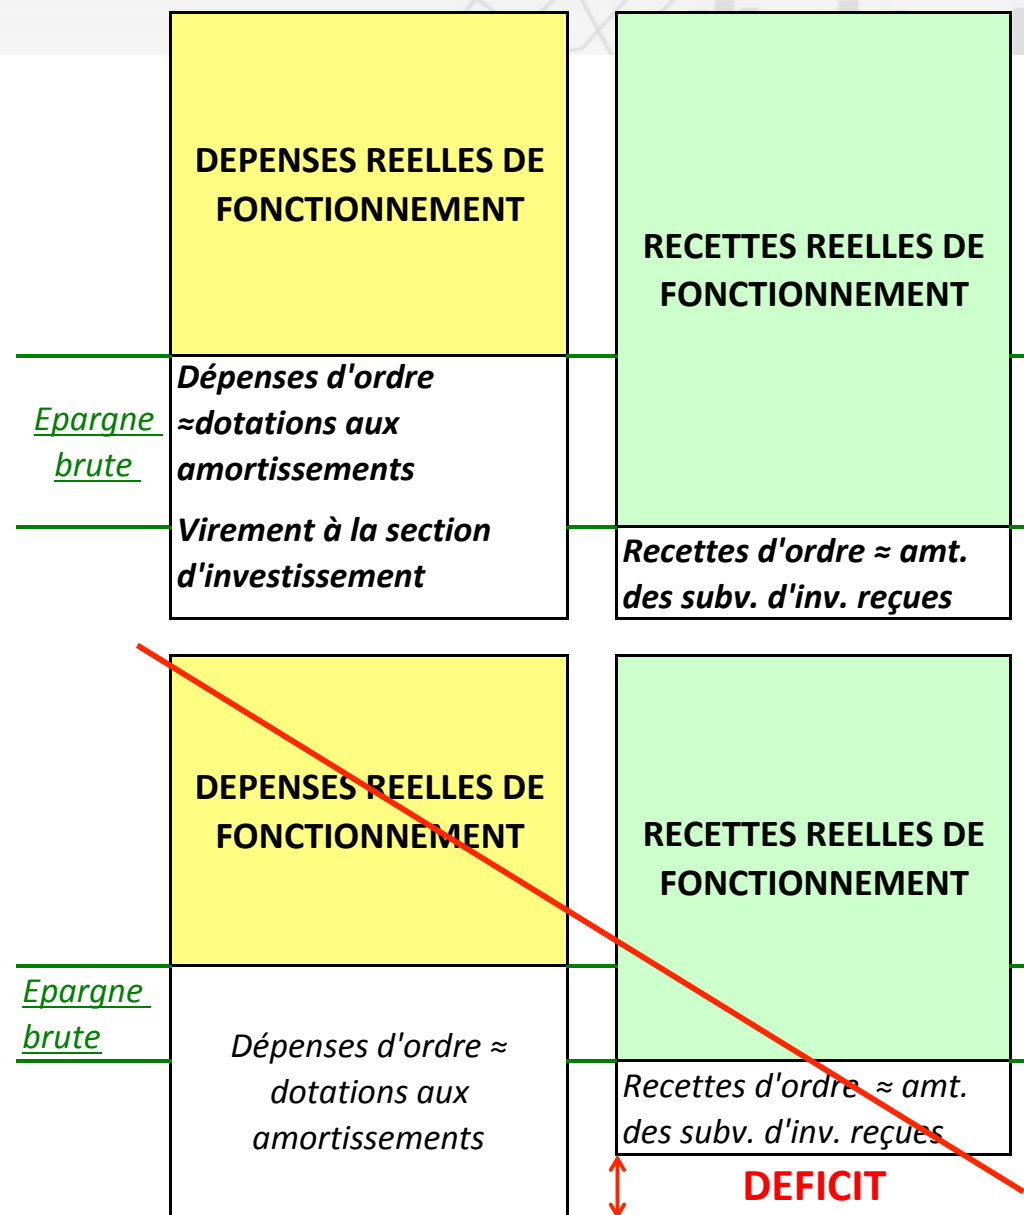 DEPENSES REELLES DE
FONCTIONNEMENT
RECETTES REELLES DE
FONCTIONNEMENT
Epargne
brute
Dépenses d'ordre
≈dotations aux
amortissements
Virement à la section
d'investissement
Recettes d'ordre ≈ amt.
des subv. d'inv. reçues
DEPENSES REELLES DE
FONCTIONNEMENT
RECETTES REELLES DE
FONCTIONNEMENT
Epargne
brute
Dépenses d'ordre ≈
dotations aux
amortissements
Recettes d'ordre ≈ amt.
des subv. d'inv. reçues
DEFICIT